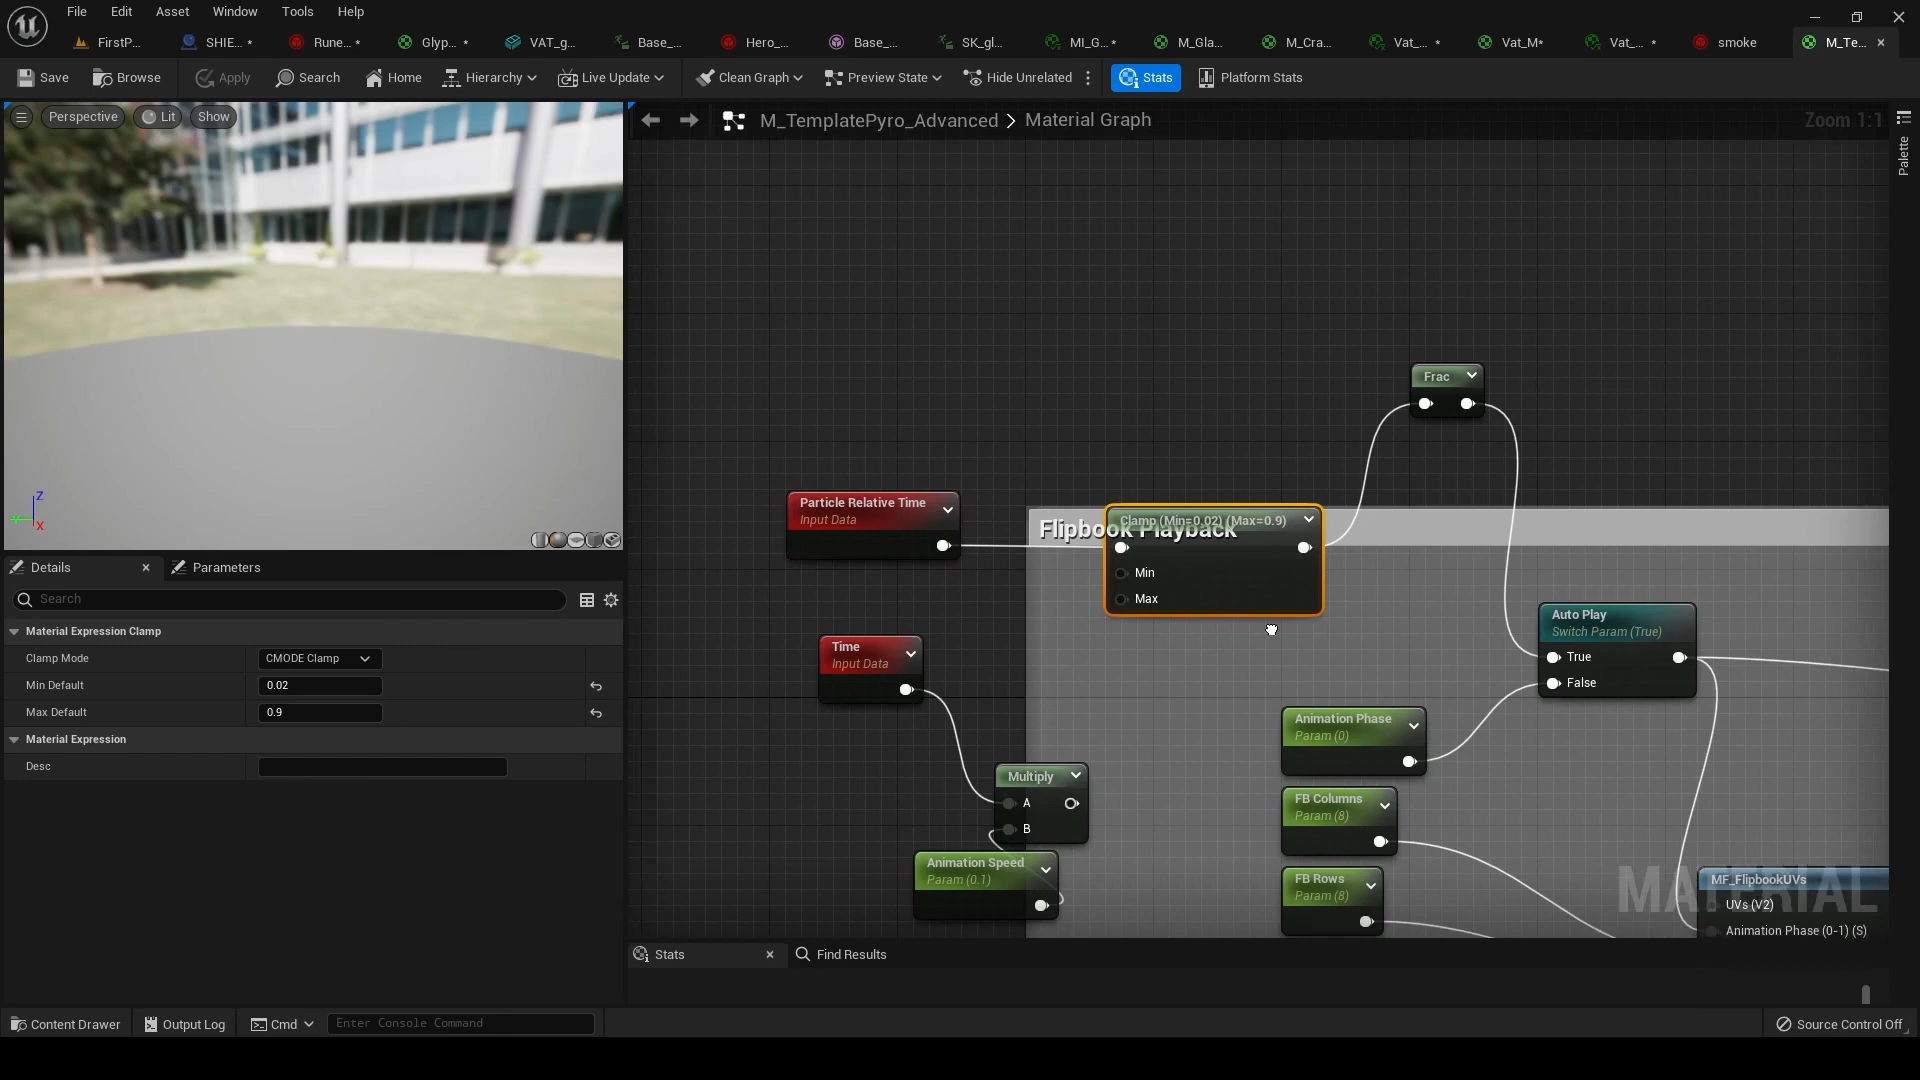 File Edit Asset Window Tools Help
FirstP... SHIE... * Rune... * Glyp... * VAT_g... Base_... Hero_... Base_... SK_gl... MI_G... * M_Gla... M_Cra... Vat_... * Vat_M* Vat_... * smoke M_Te...
Save Browse Apply Search Home Hierarchy Live Update Clean Graph Preview State Hide Unrelated Stats Platform Stats
Perspective Lit Show
M_TemplatePyro_Advanced > Material Graph
Zoom 1:1
Palette
Frac
Particle Relative Time
Input Data
Flipbook Playback
Clamp (Min=0.02) (Max=0.9)
Min
Max
Time
Input Data
Auto Play
Switch Param (True)
True
False
Animation Phase
Param (0)
Multiply
A
B
FB Columns
Param (8)
Animation Speed
Param (0.1)
FB Rows
Param (8)
MF_FlipbookUVs
UVs (V2)
Animation Phase (0-1) (S)
MATERIAL
Z
X
Details Parameters
Search
Material Expression Clamp
Clamp Mode CMODE Clamp
Min Default 0.02
Max Default 0.9
Material Expression
Desc
Stats Find Results
Content Drawer Output Log Cmd Enter Console Command Source Control Off